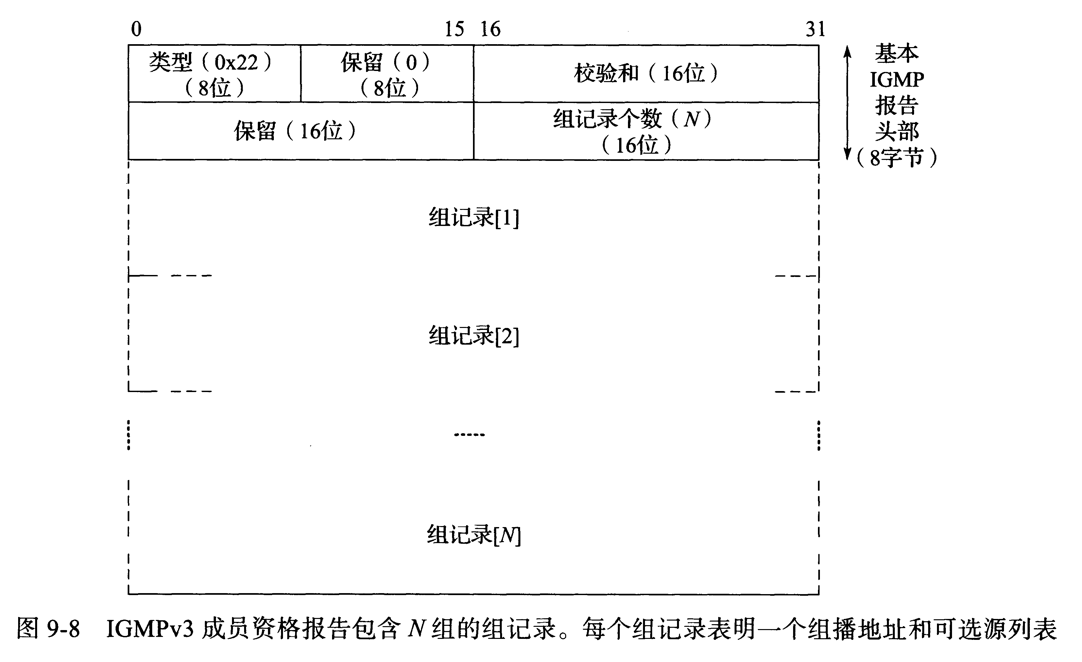 0 15 16 31
类型（0x22）
（8位）
保留（0）
（8位）
校验和（16位）
保留（16位）
组记录个数（N）
（16位）
基本
IGMP
报告
头部
（8字节）
组记录[1]
组记录[2]
组记录[N]
图 9-8 IGMPv3 成员资格报告包含 N 组的组记录。每个组记录表明一个组播地址和可选源列表